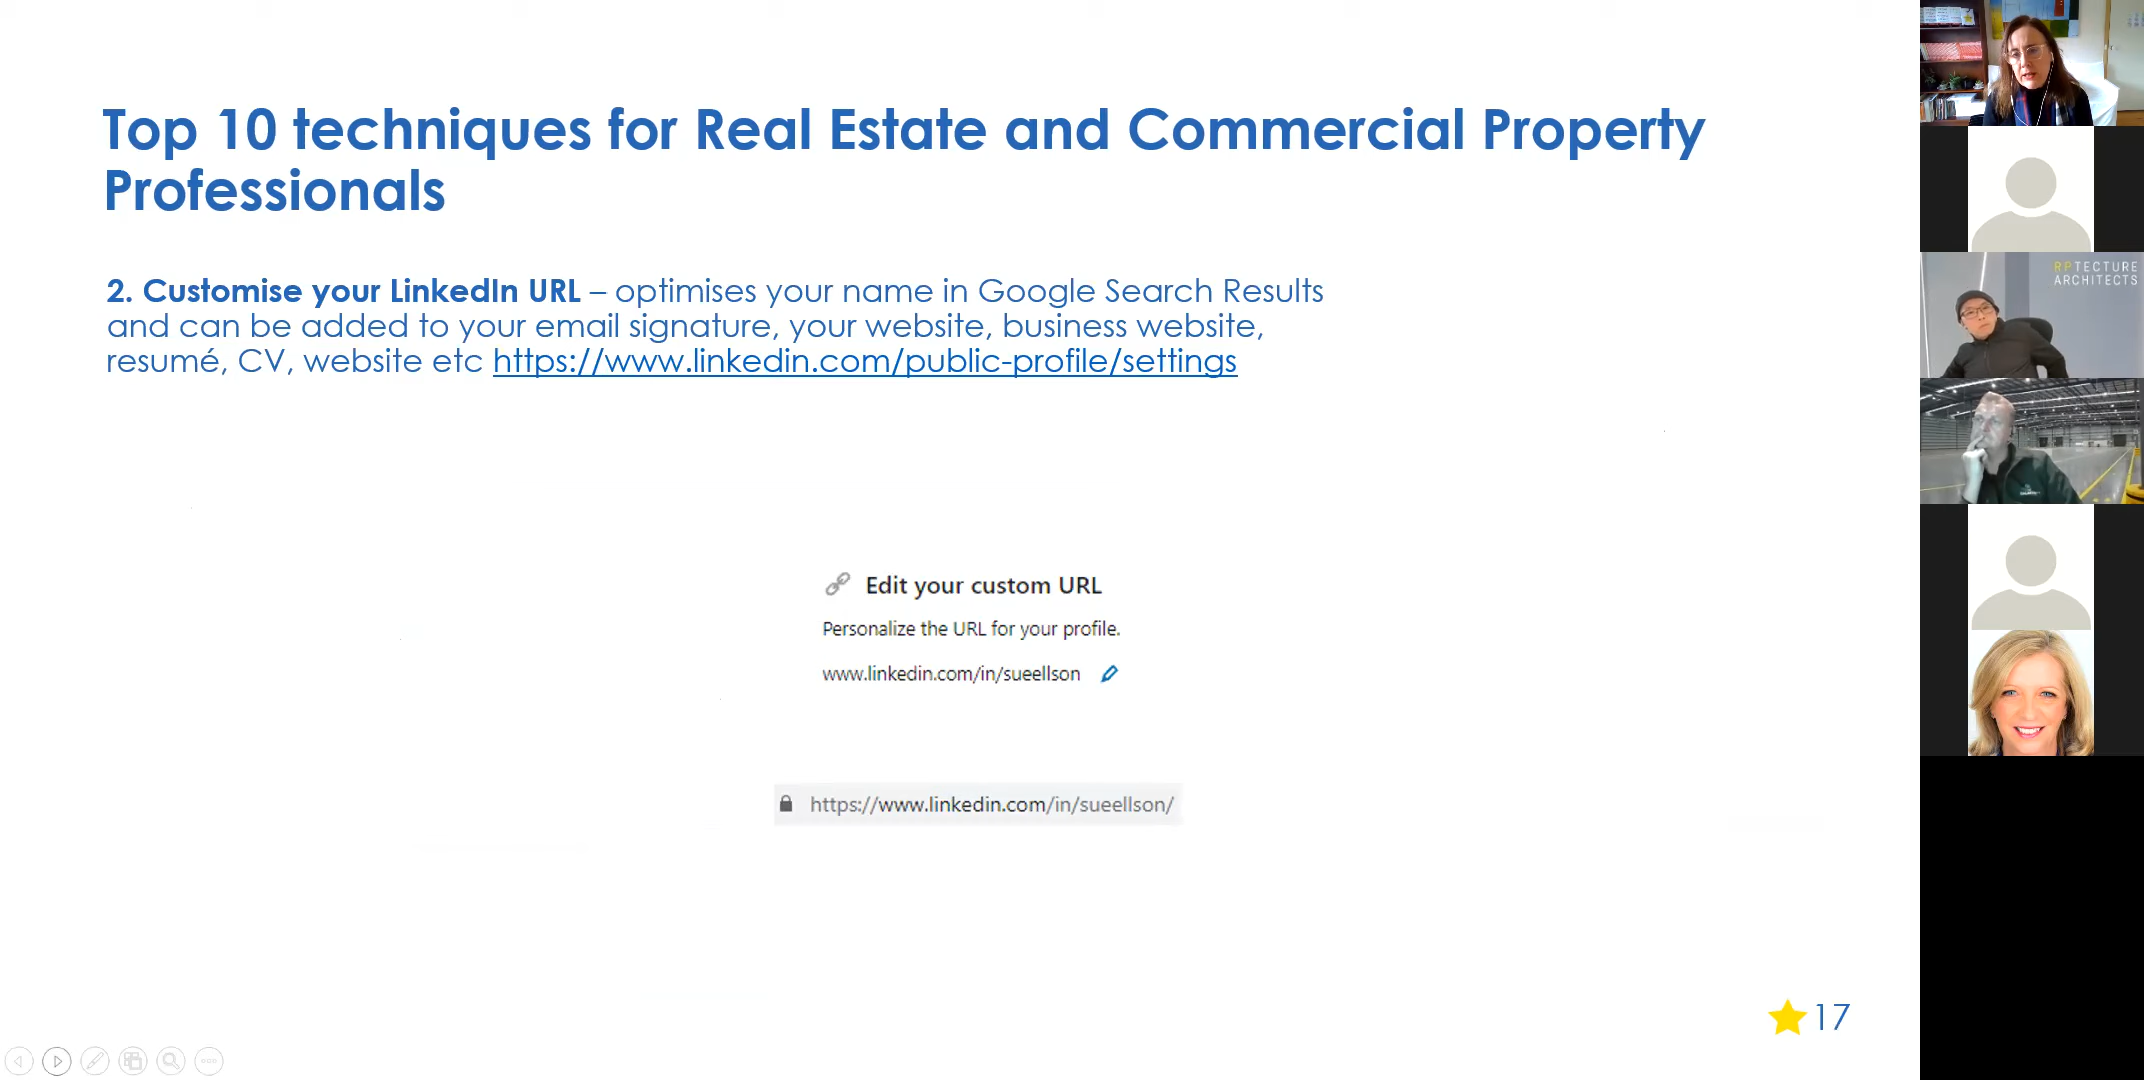 Top 10 techniques for Real Estate and Commercial Property
Professionals
2. Customise your LinkedIn URL – optimises your name in Google Search Results
and can be added to your email signature, your website, business website,
resumé, CV, website etc https://www.linkedin.com/public-profile/settings
Edit your custom URL
Personalize the URL for your profile.
www.linkedin.com/in/sueellson
https://www.linkedin.com/in/sueellson/
17
RPTECTURE
ARCHITECTS